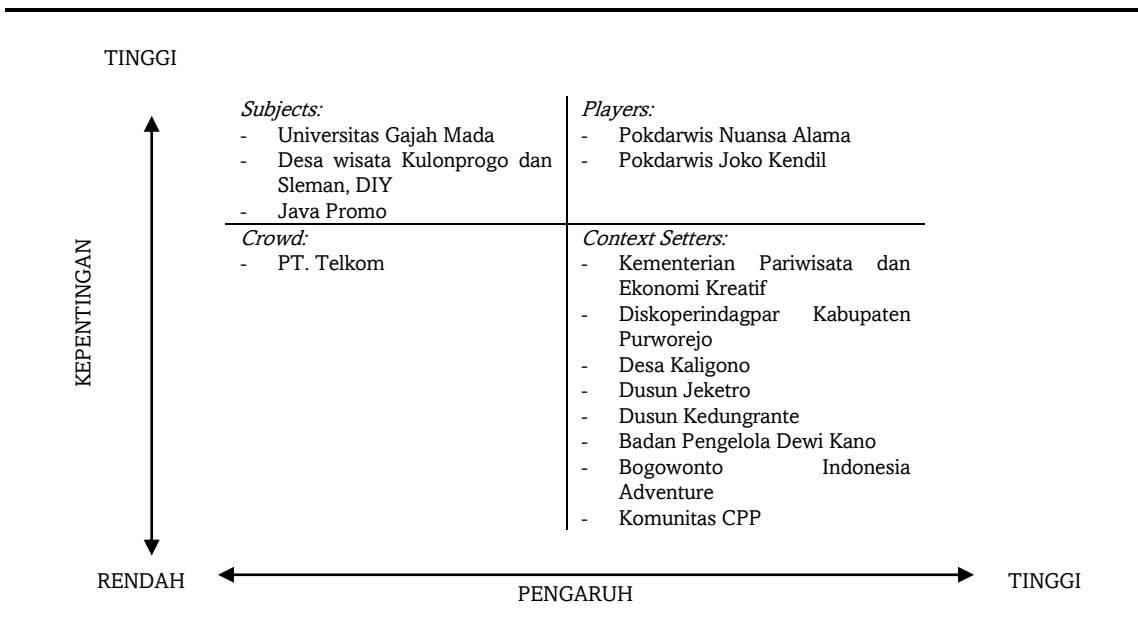 TINGGI
Subjects:
- Universitas Gajah Mada
- Desa wisata Kulonprogo dan
Sleman, DIY
- Java Promo
Players:
- Pokdarwis Nuansa Alama
- Pokdarwis Joko Kendil
KEPENTINGAN
Crowd:
- PT. Telkom
Context Setters:
- Kementerian Pariwisata dan
Ekonomi Kreatif
- Diskoperindagpar Kabupaten
Purworejo
- Desa Kaligono
- Dusun Jeketro
- Dusun Kedungrante
- Badan Pengelola Dewi Kano
- Bogowonto Indonesia
Adventure
- Komunitas CPP
RENDAH
PENGARUH
TINGGI